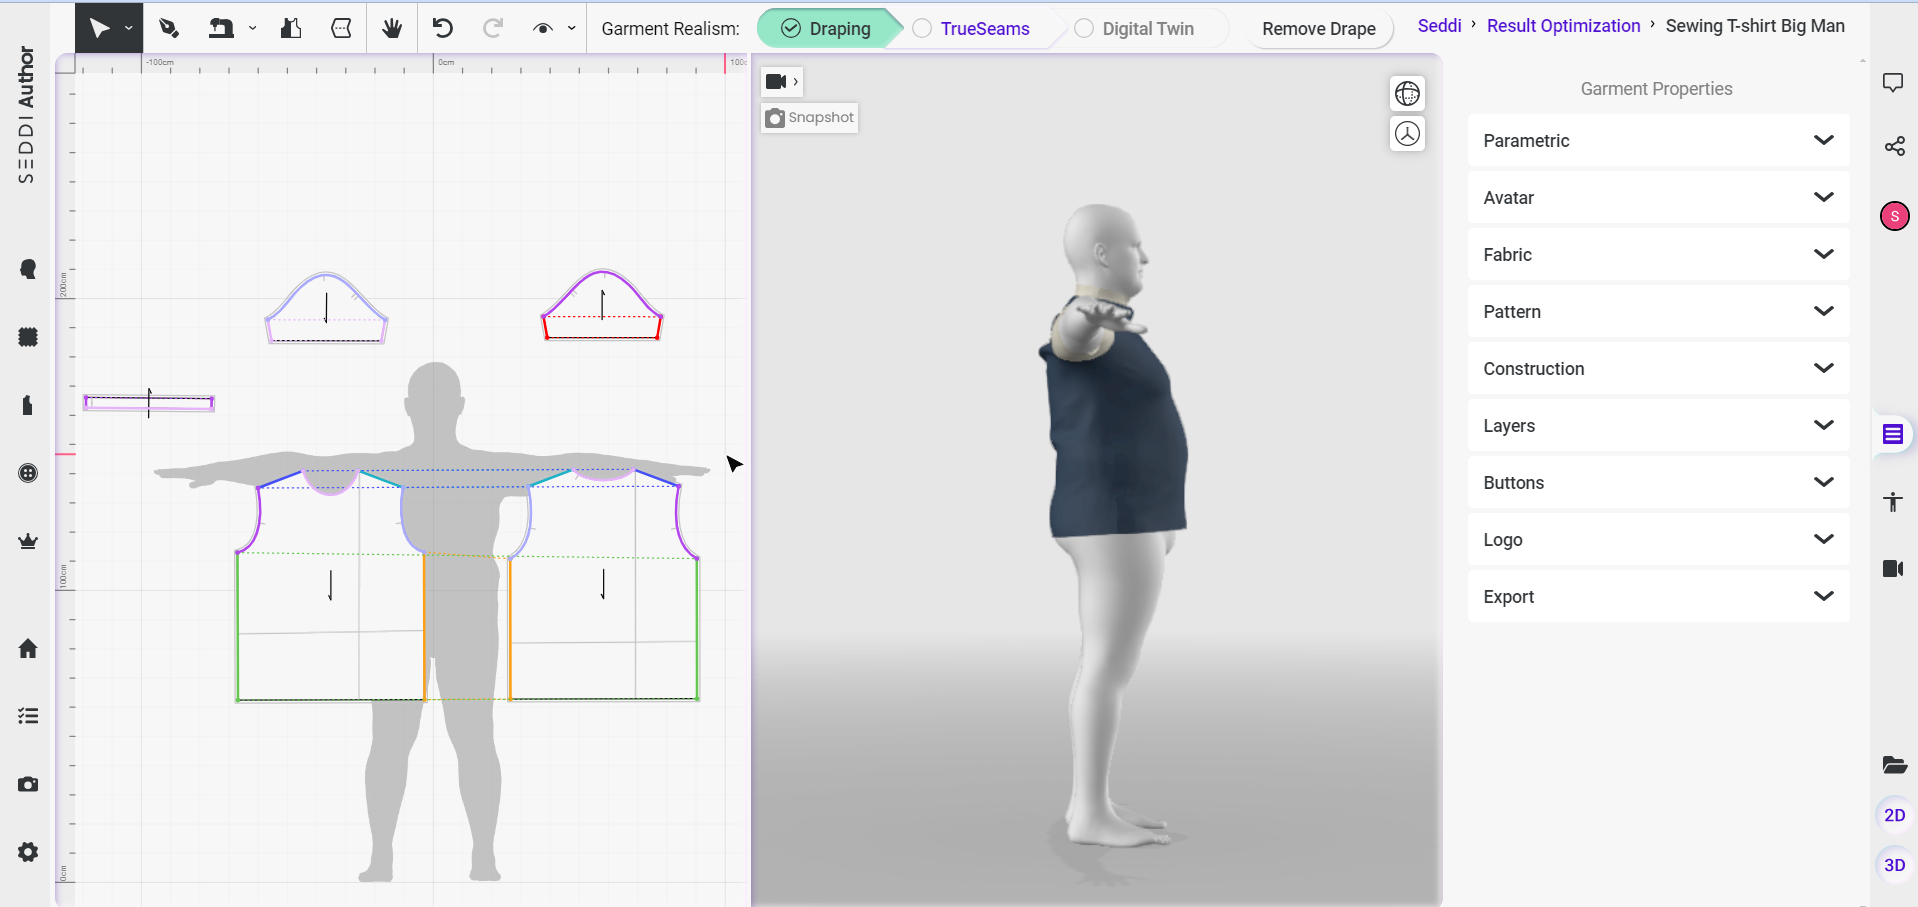 SEDDI Author
Garment Realism:
Draping
TrueSeams
Digital Twin
Remove Drape
Seddi › Result Optimization › Sewing T-shirt Big Man
-100cm
0cm
100c
200cm
100cm
0cm
Snapshot
Garment Properties
Parametric
Avatar
Fabric
Pattern
Construction
Layers
Buttons
Logo
Export
S
2D
3D